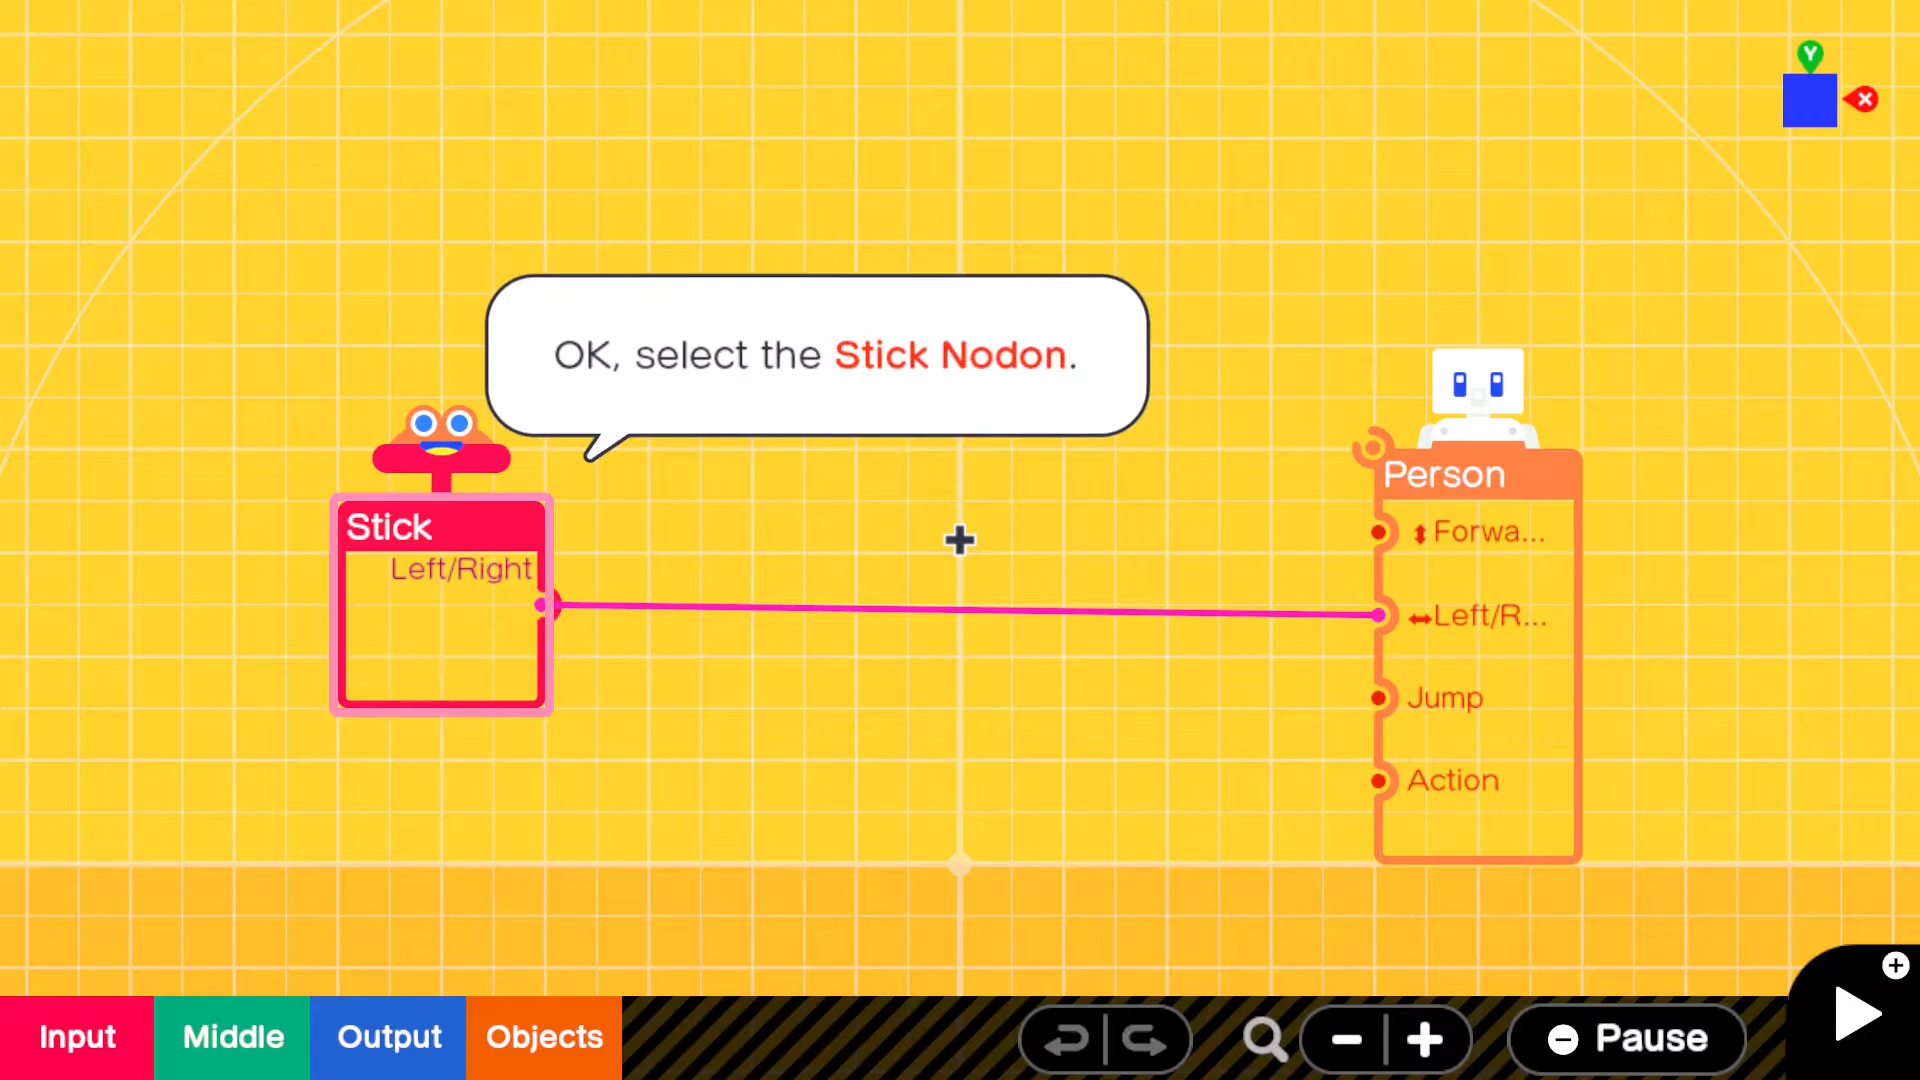 Y
X
OK, select the Stick Nodon.
Person
Forwa...
Left/R...
Jump
Action
Stick
Left/Right
Input
Middle
Output
Objects
Pause